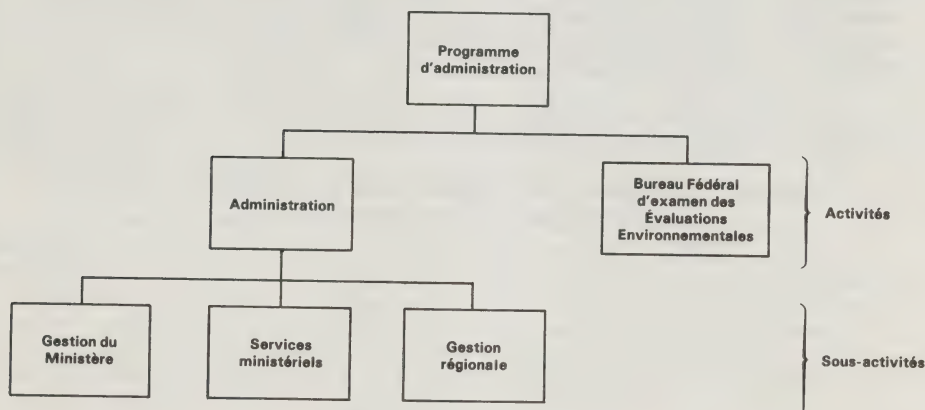 Programme
d'administration
Administration
Bureau Fédéral
d'examen des
Évaluations
Environnementales
Activités
Gestion du
Ministère
Services
ministériels
Gestion
régionale
Sous-activités